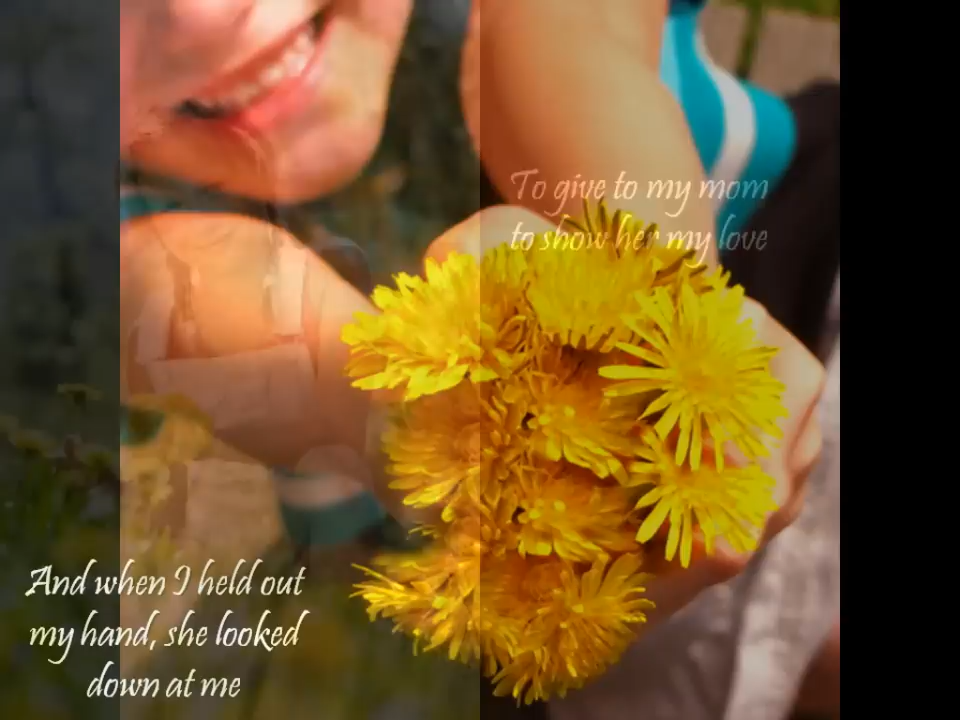 To give to my mom
to show her my love
And when I held out
my hand, she looked
down at me